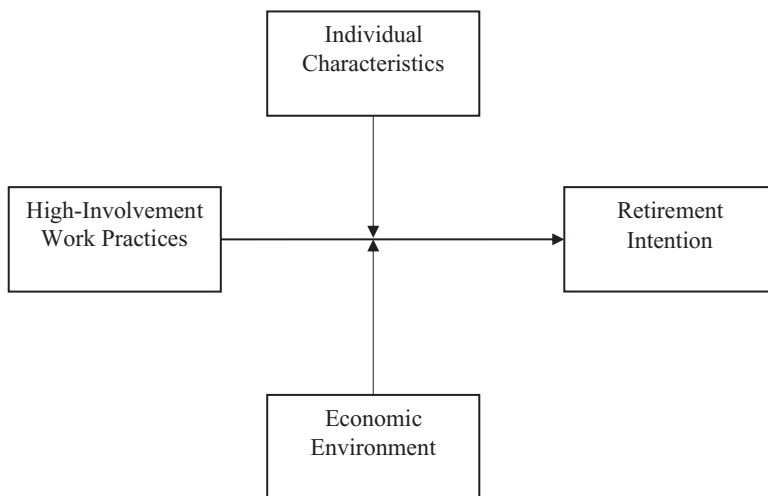 Individual
Characteristics
High-Involvement
Work Practices
Retirement
Intention
Economic
Environment